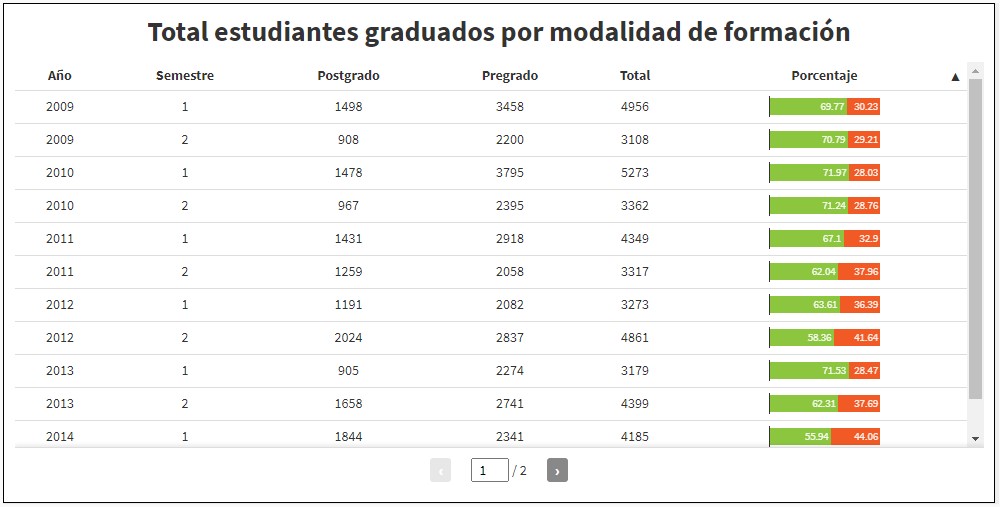 Total estudiantes graduados por modalidad de formación
Año Semestre Postgrado Pregrado Total Porcentaje ▲
2009 1 1498 3458 4956 69.77 30.23
2009 2 908 2200 3108 70.79 29.21
2010 1 1478 3795 5273 71.97 28.03
2010 2 967 2395 3362 71.24 28.76
2011 1 1431 2918 4349 67.1 32.9
2011 2 1259 2058 3317 62.04 37.96
2012 1 1191 2082 3273 63.61 36.39
2012 2 2024 2837 4861 58.36 41.64
2013 1 905 2274 3179 71.53 28.47
2013 2 1658 2741 4399 62.31 37.69
2014 1 1844 2341 4185 55.94 44.06
‹ 1 / 2 ›